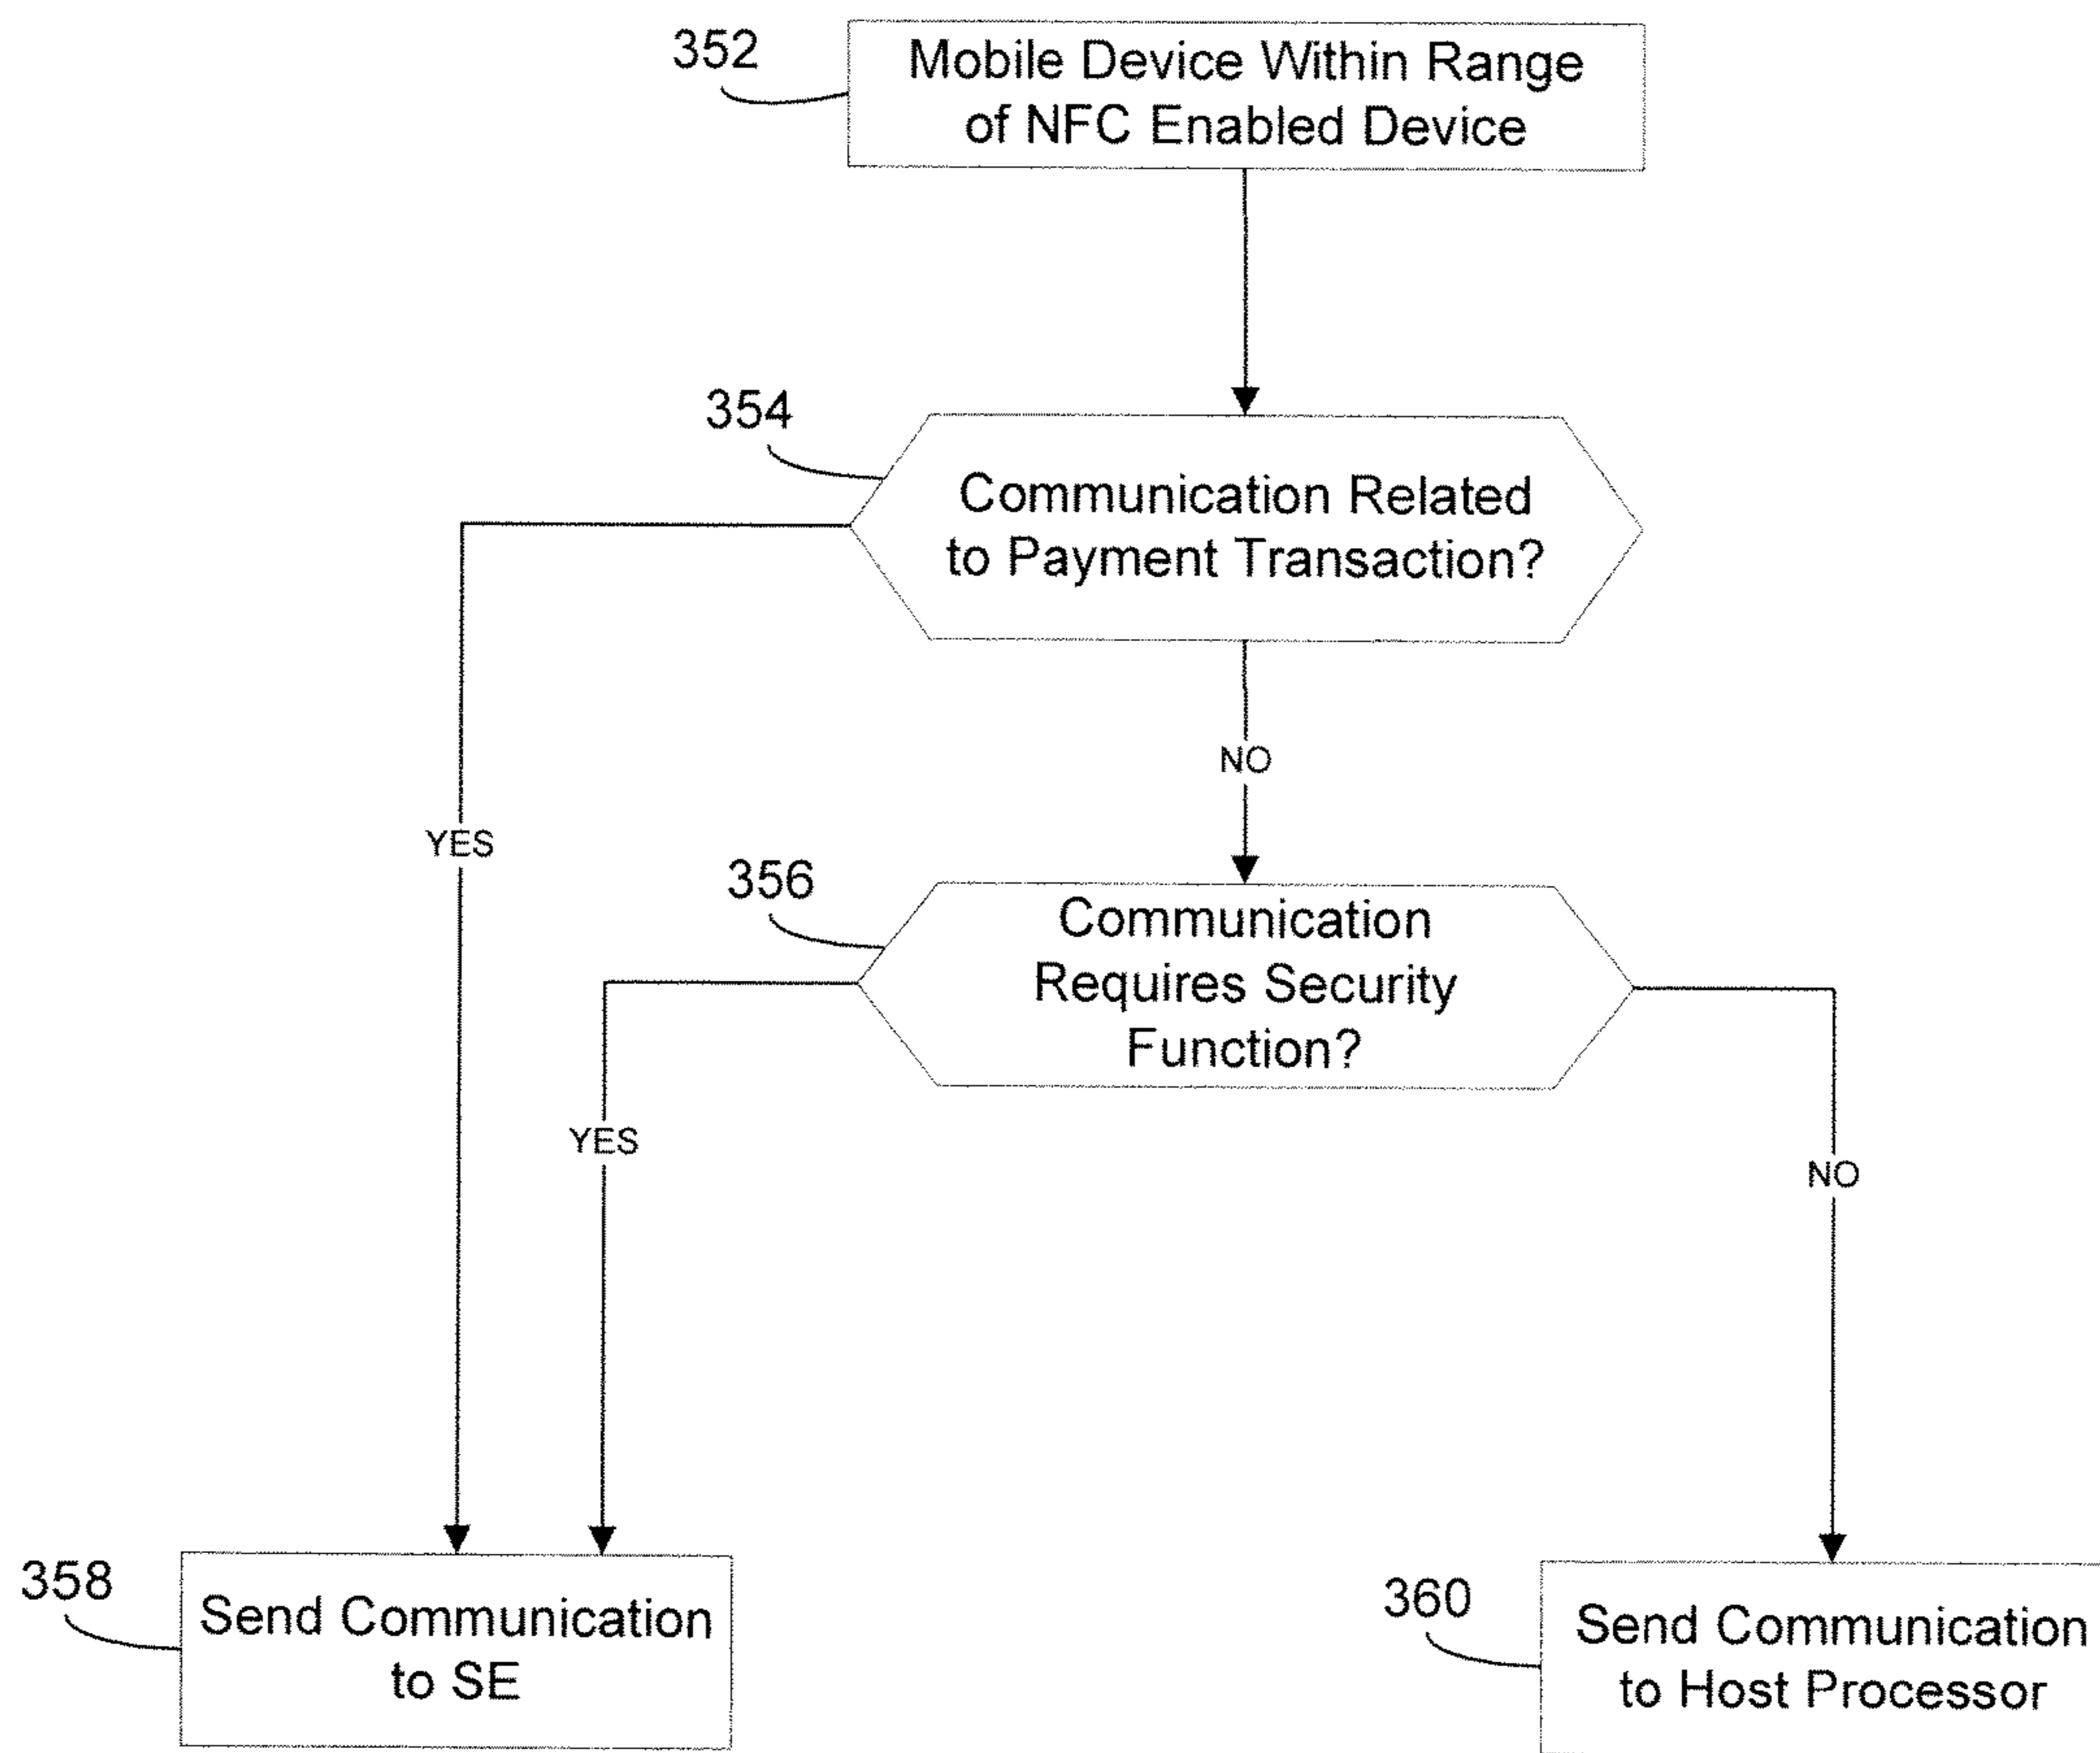 352
Mobile Device Within Range
of NFC Enabled Device
354
Communication Related
to Payment Transaction?
NO
YES
356
Communication
Requires Security
Function?
YES
NO
358
Send Communication
to SE
360
Send Communication
to Host Processor